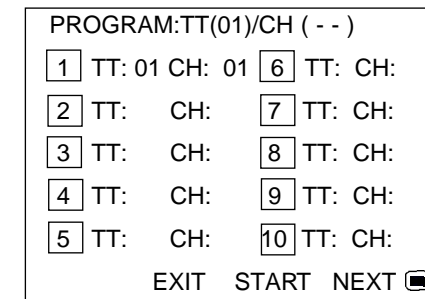 PROGRAM:TT(01)/CH ( - - )
1 TT: 01 CH: 01 6 TT: CH:
2 TT: CH: 7 TT: CH:
3 TT: CH: 8 TT: CH:
4 TT: CH: 9 TT: CH:
5 TT: CH: 10 TT: CH:
EXIT START NEXT